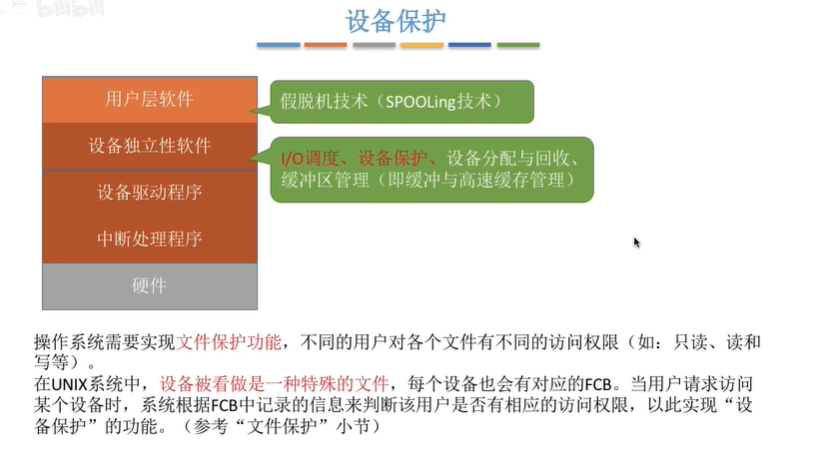 bilibili
设备保护
用户层软件
假脱机技术（SPOOLing技术）
设备独立性软件
I/O调度、设备保护、设备分配与回收、
缓冲区管理（即缓冲与高速缓存管理）
设备驱动程序
中断处理程序
硬件
操作系统需要实现文件保护功能，不同的用户对各个文件有不同的访问权限（如：只读、读和
写等）。
在UNIX系统中，设备被看做是一种特殊的文件，每个设备也会有对应的FCB。当用户请求访问
某个设备时，系统根据FCB中记录的信息来判断该用户是否有相应的访问权限，以此实现“设
备保护”的功能。（参考“文件保护”小节）